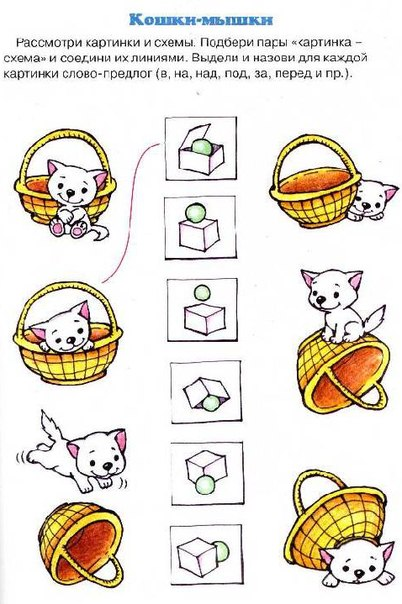 Кошки-мышки
Рассмотри картинки и схемы. Подбери пары «картинка –
схема» и соедини их линиями. Выдели и назови для каждой
картинки слово-предлог (в, на, над, под, за, перед и пр.).